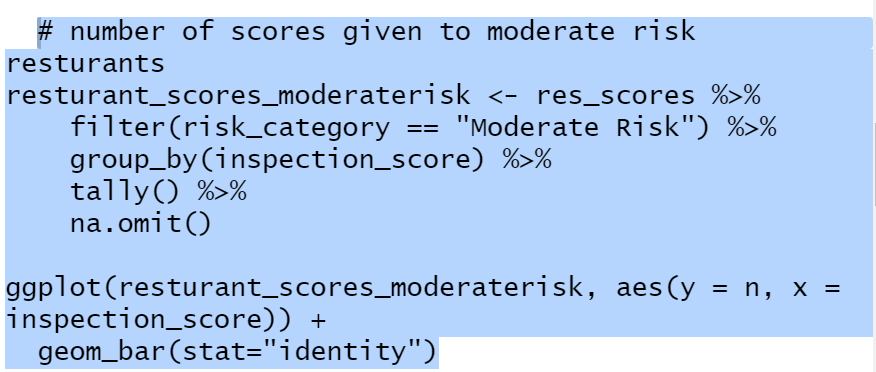 # number of scores given to moderate risk
resturants
resturant_scores_moderaterisk <- res_scores %>%
filter(risk_category == "Moderate Risk") %>%
group_by(inspection_score) %>%
tally() %>%
na.omit()
ggplot(resturant_scores_moderaterisk, aes(y = n, x =
inspection_score)) +
geom_bar(stat="identity")